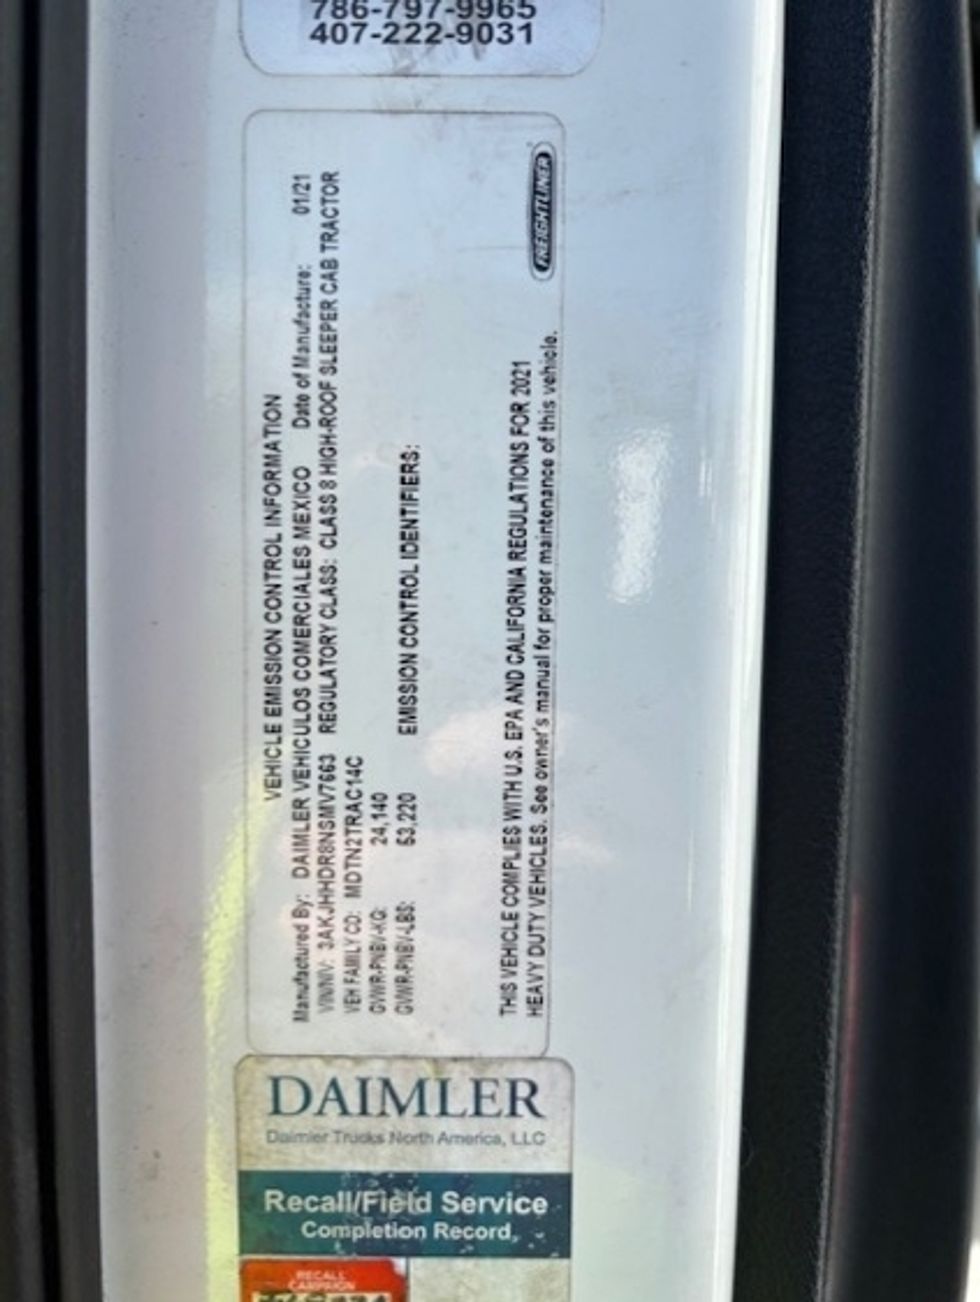 786-797-9965
407-222-9031
VEHICLE EMISSION CONTROL INFORMATION
Manufactured By: DAIMLER VEHICULOS COMERCIALES MEXICO Date of Manufacture: 01/21
VIN/NIV: 3AKJHHDR8NSMV7663 REGULATORY CLASS: CLASS 8 HIGH-ROOF SLEEPER CAB TRACTOR
VEH FAMILY CD: MDTN2TRAC14C
GVWR-PNBV-KG: 24,140
GVWR-PNBV-LBS: 53,220 EMISSION CONTROL IDENTIFIERS:
THIS VEHICLE COMPLIES WITH U.S. EPA AND CALIFORNIA REGULATIONS FOR 2021
HEAVY DUTY VEHICLES. See owner's manual for proper maintenance of this vehicle.
FREIGHTLINER
DAIMLER
Daimler Trucks North America, LLC
Recall/Field Service
Completion Record
RECALL
CAMPAIGN